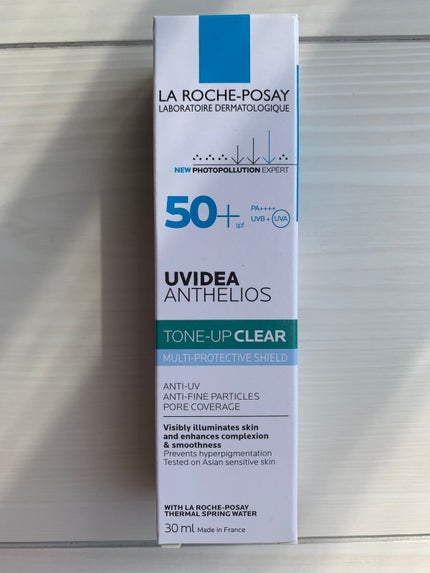 LA ROCHE-POSAY
LABORATOIRE DERMATOLOGIQUE
NEW PHOTOPOLLUTION EXPERT
50+ spf
PA++++
UVB + UVA
UVIDEA
ANTHELIOS
TONE-UP CLEAR
MULTI-PROTECTIVE SHIELD
ANTI-UV
ANTI-FINE PARTICLES
PORE COVERAGE
Visibly illuminates skin
and enhances complexion
& smoothness
Prevents hyperpigmentation
Tested on Asian sensitive skin
WITH LA ROCHE-POSAY
THERMAL SPRING WATER
30 ml Made in France